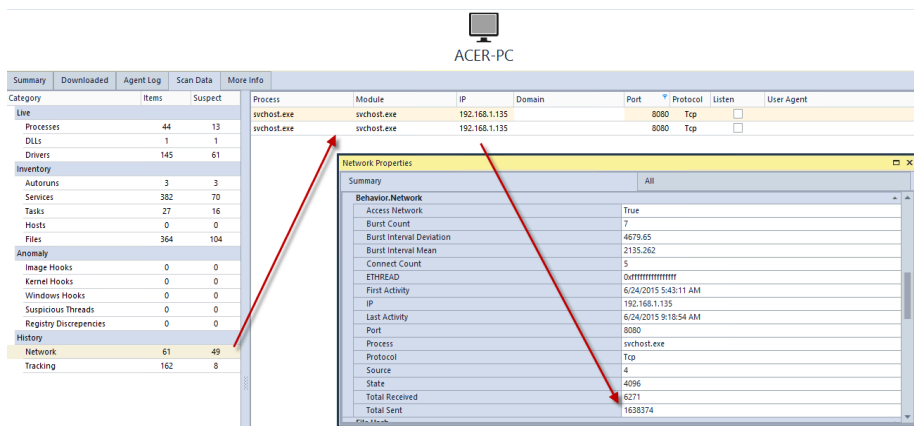 ACER-PC
Summary Downloaded Agent Log Scan Data More Info
Category Items Suspect
Live
Processes 44 13
DLLs 1 1
Drivers 145 61
Inventory
Autoruns 3 3
Services 382 70
Tasks 27 16
Hosts 0 0
Files 364 104
Anomaly
Image Hooks 0 0
Kernel Hooks 0 0
Windows Hooks 0 0
Suspicious Threads 0 0
Registry Discrepencies 0 0
History
Network 61 49
Tracking 162 8
Process Module IP Domain Port Protocol Listen User Agent
svchost.exe svchost.exe 192.168.1.135 8080 Tcp
svchost.exe svchost.exe 192.168.1.135 8080 Tcp
Network Properties
Summary All
Behavior.Network
Access Network True
Burst Count 7
Burst Interval Deviation 4679.65
Burst Interval Mean 2135.262
Connect Count 5
ETHREAD 0xffffffffffffffff
First Activity 6/24/2015 5:43:11 AM
IP 192.168.1.135
Last Activity 6/24/2015 9:18:54 AM
Port 8080
Process svchost.exe
Protocol Tcp
Source 4
State 4096
Total Received 6271
Total Sent 1638374